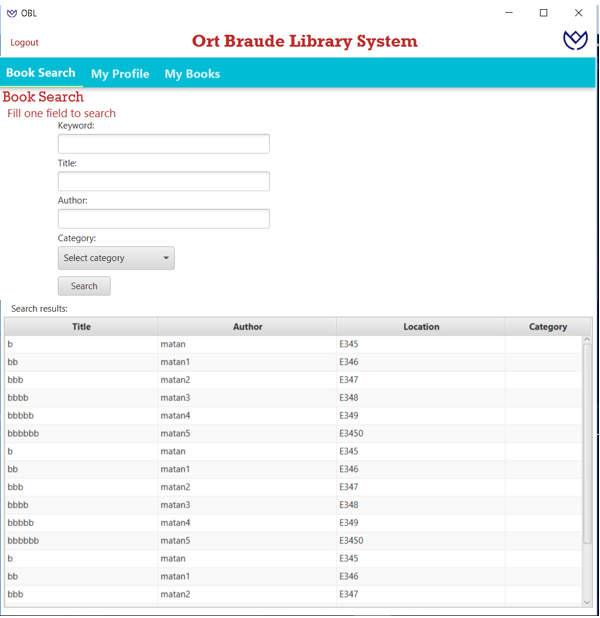 OBL
Logout
Ort Braude Library System
Book Search My Profile My Books
Book Search
Fill one field to search
Keyword:
Title:
Author:
Category:
Select category
Search
Search results:
Title Author Location Category
b matan E345
bb matan1 E346
bbb matan2 E347
bbbb matan3 E348
bbbbb matan4 E349
bbbbbb matan5 E3450
b matan E345
bb matan1 E346
bbb matan2 E347
bbbb matan3 E348
bbbbb matan4 E349
bbbbbb matan5 E3450
b matan E345
bb matan1 E346
bbb matan2 E347